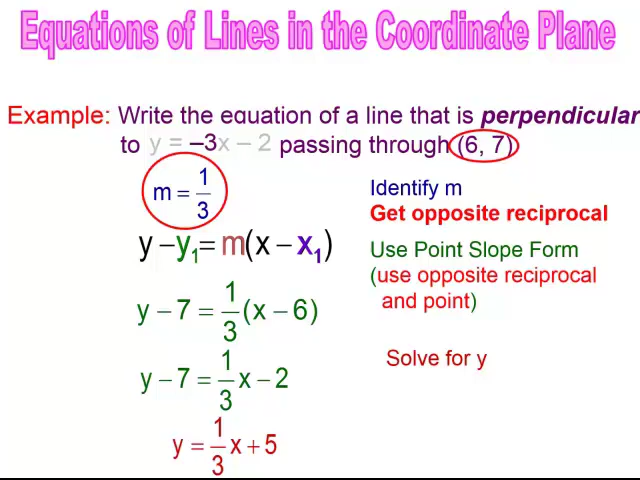 Equations of Lines in the Coordinate Plane
Example: Write the equation of a line that is perpendicular
to y = –3x – 2 passing through (6, 7)
m = 1/3
Identify m
Get opposite reciprocal
y – y₁ = m(x – x₁)
Use Point Slope Form
(use opposite reciprocal
and point)
y – 7 = 1/3(x – 6)
Solve for y
y – 7 = 1/3x – 2
y = 1/3x + 5